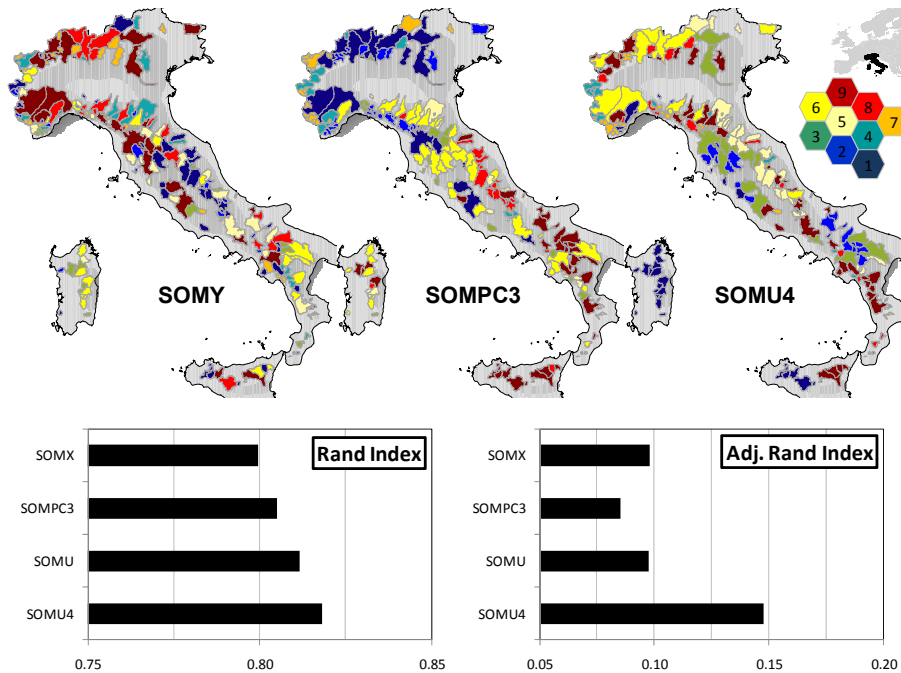 9
6 8
5 7
3 4
2
1
SOMY SOMPC3 SOMU4
Rand Index
SOMX
SOMPC3
SOMU
SOMU4
0.75 0.80 0.85
Adj. Rand Index
SOMX
SOMPC3
SOMU
SOMU4
0.05 0.10 0.15 0.20